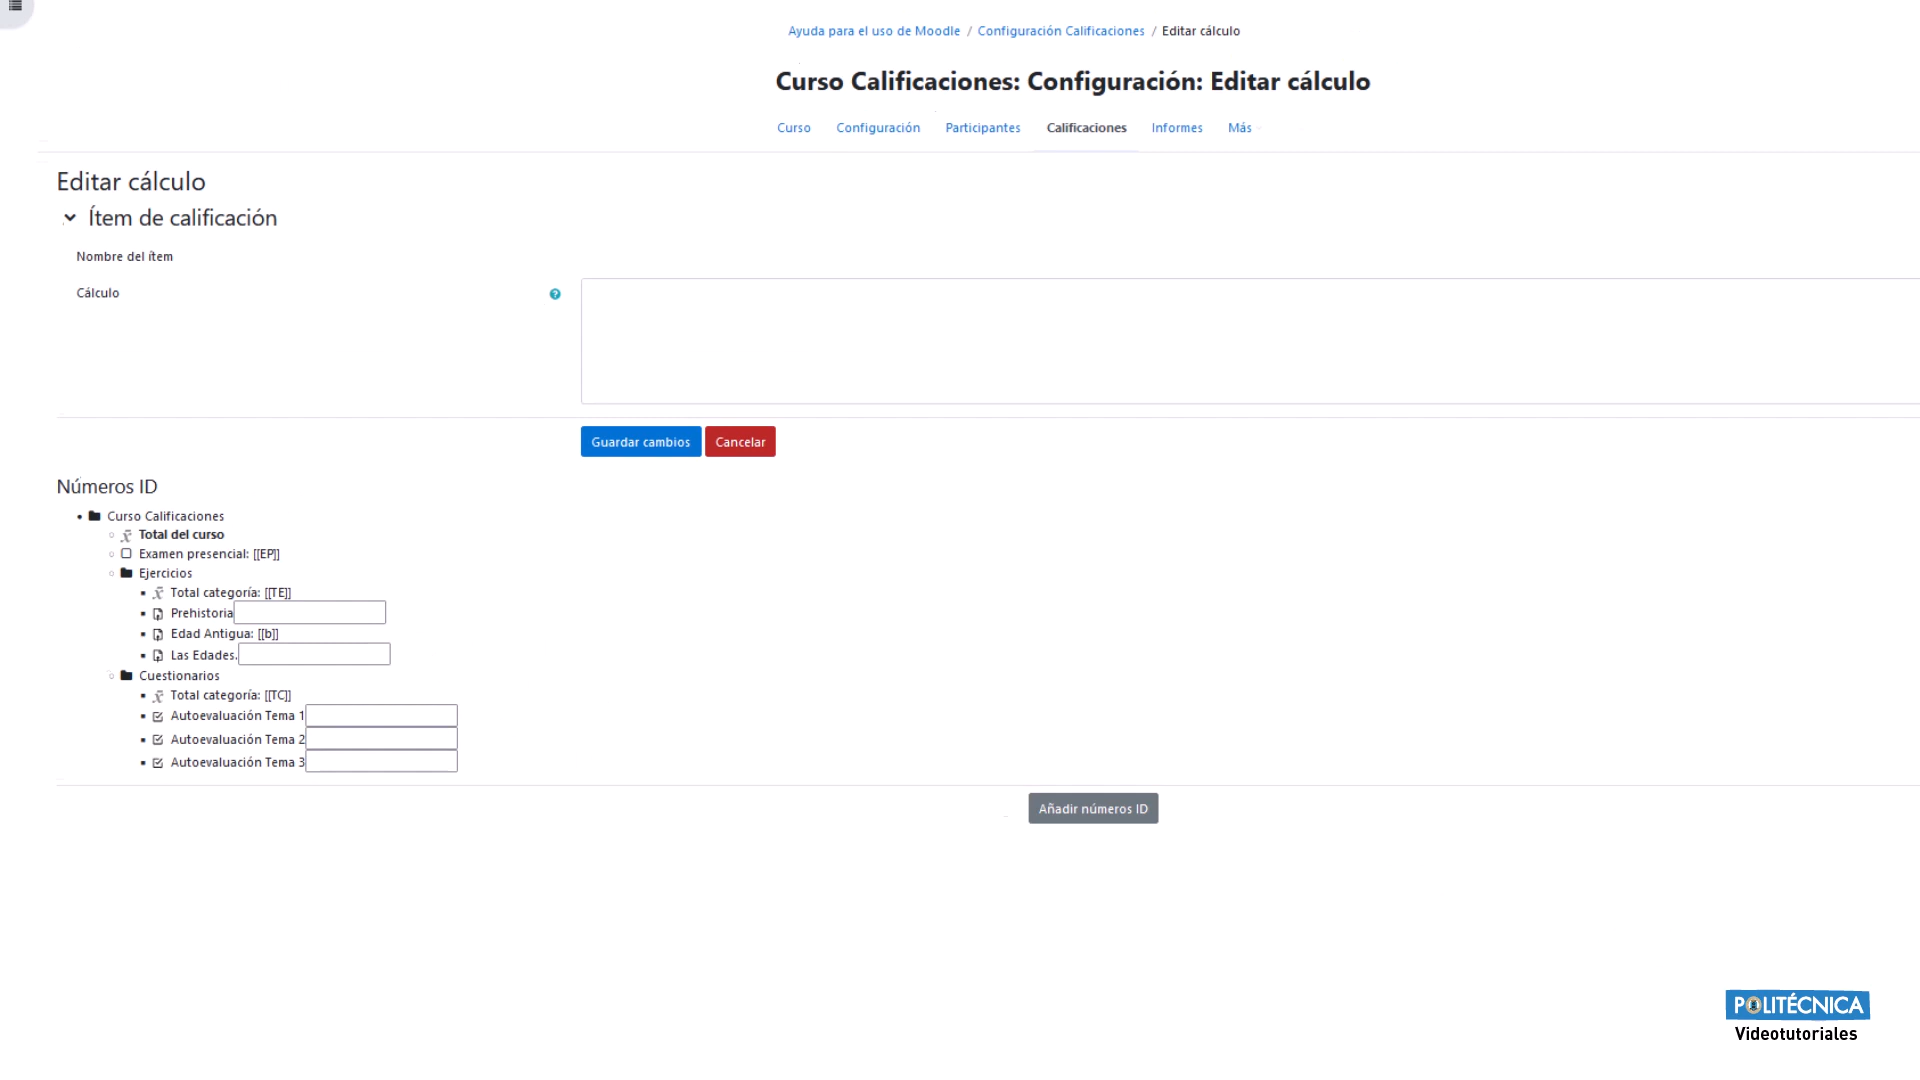 Ayuda para el uso de Moodle / Configuración Calificaciones / Editar cálculo
Curso Calificaciones: Configuración: Editar cálculo
Curso Configuración Participantes Calificaciones Informes Más
Editar cálculo
Ítem de calificación
Nombre del ítem
Cálculo
Guardar cambios Cancelar
Números ID
Curso Calificaciones
Total del curso
Examen presencial: [[EP]]
Ejercicios
Total categoría: [[TE]]
Prehistoria
Edad Antigua: [[b]]
Las Edades.
Cuestionarios
Total categoría: [[TC]]
Autoevaluación Tema 1
Autoevaluación Tema 2
Autoevaluación Tema 3
Añadir números ID
POLITÉCNICA
Videotutoriales